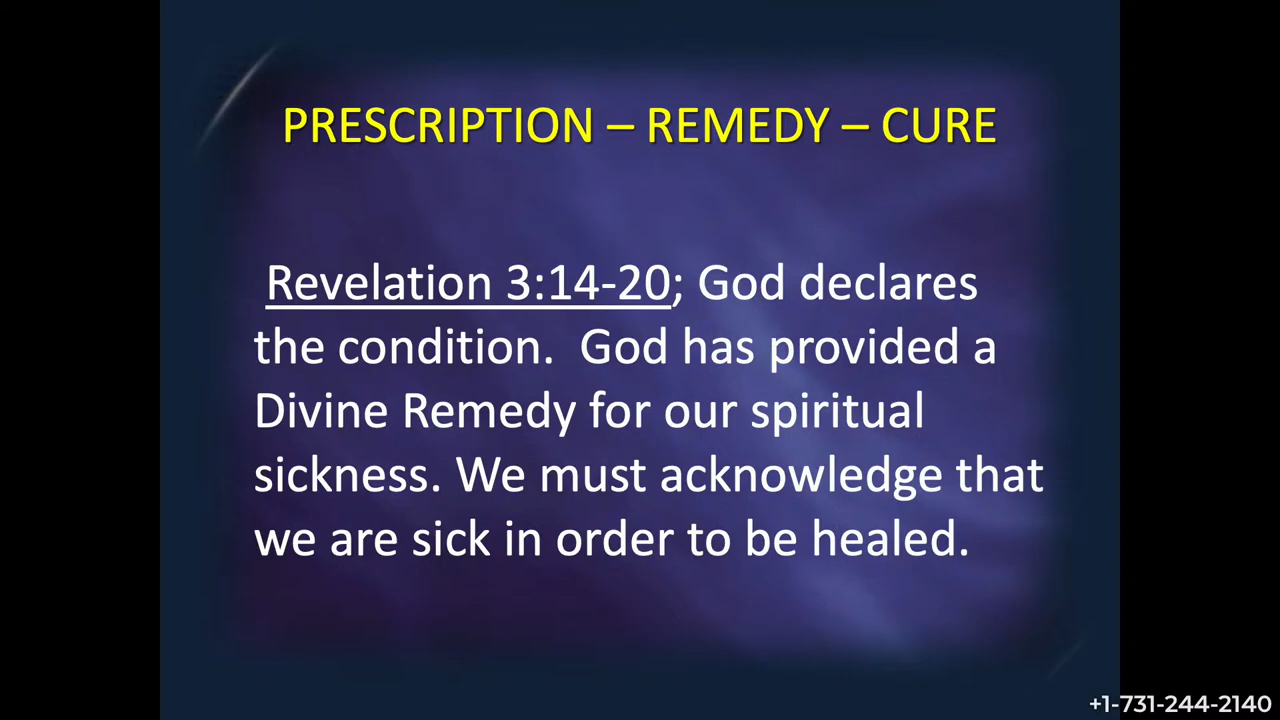 PRESCRIPTION – REMEDY – CURE
Revelation 3:14-20; God declares
the condition.  God has provided a
Divine Remedy for our spiritual
sickness. We must acknowledge that
we are sick in order to be healed.
+1-731-244-2140